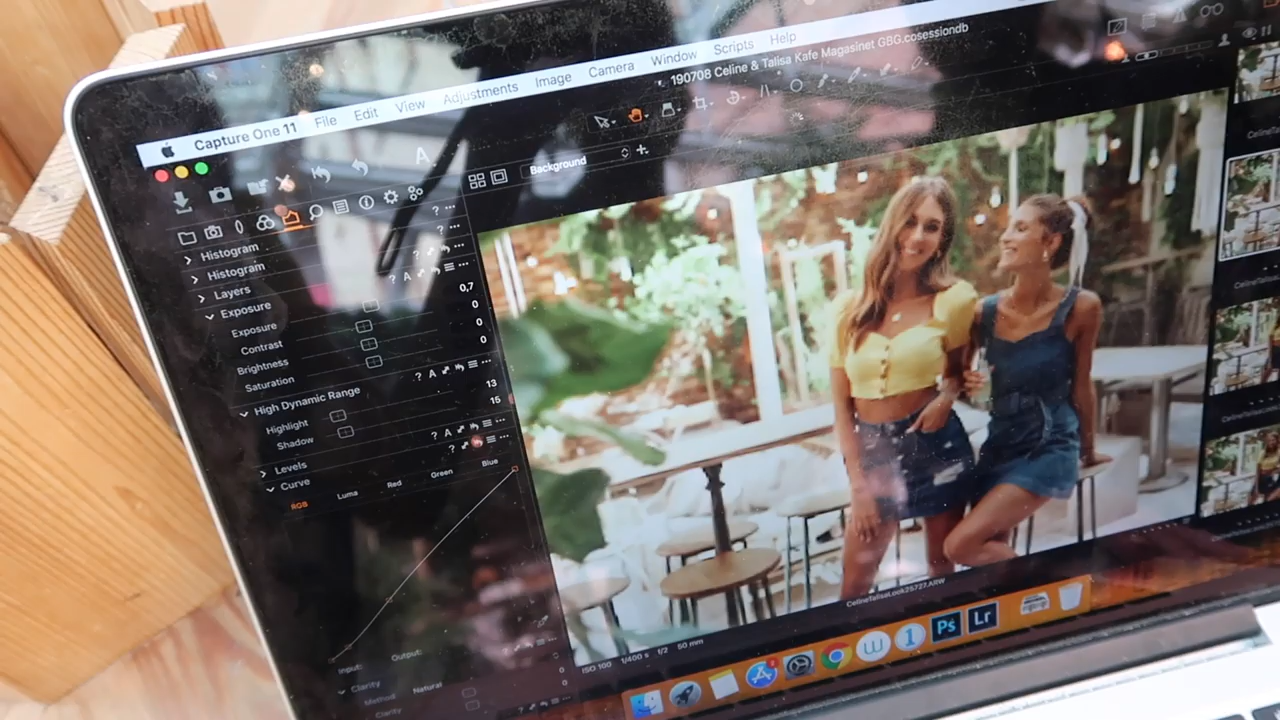 Capture One 11 File Edit View Adjustments Image Camera Window Scripts Help
190708 Celine & Talisa Kafe Magasinet GBG.cosessiondb
Background
A
Histogram
Histogram
Layers
Exposure
Exposure 0,7
Contrast 0
Brightness 0
Saturation 0
High Dynamic Range
Highlight 13
Shadow 15
Levels
Curve
RGB Luma Red Green Blue
Input: Output:
Clarity
Method Natural
Clarity
CelineTalisaLook25727.ARW
ISO 100 1/400 s f/2 50 mm
W 1 Ps Lr